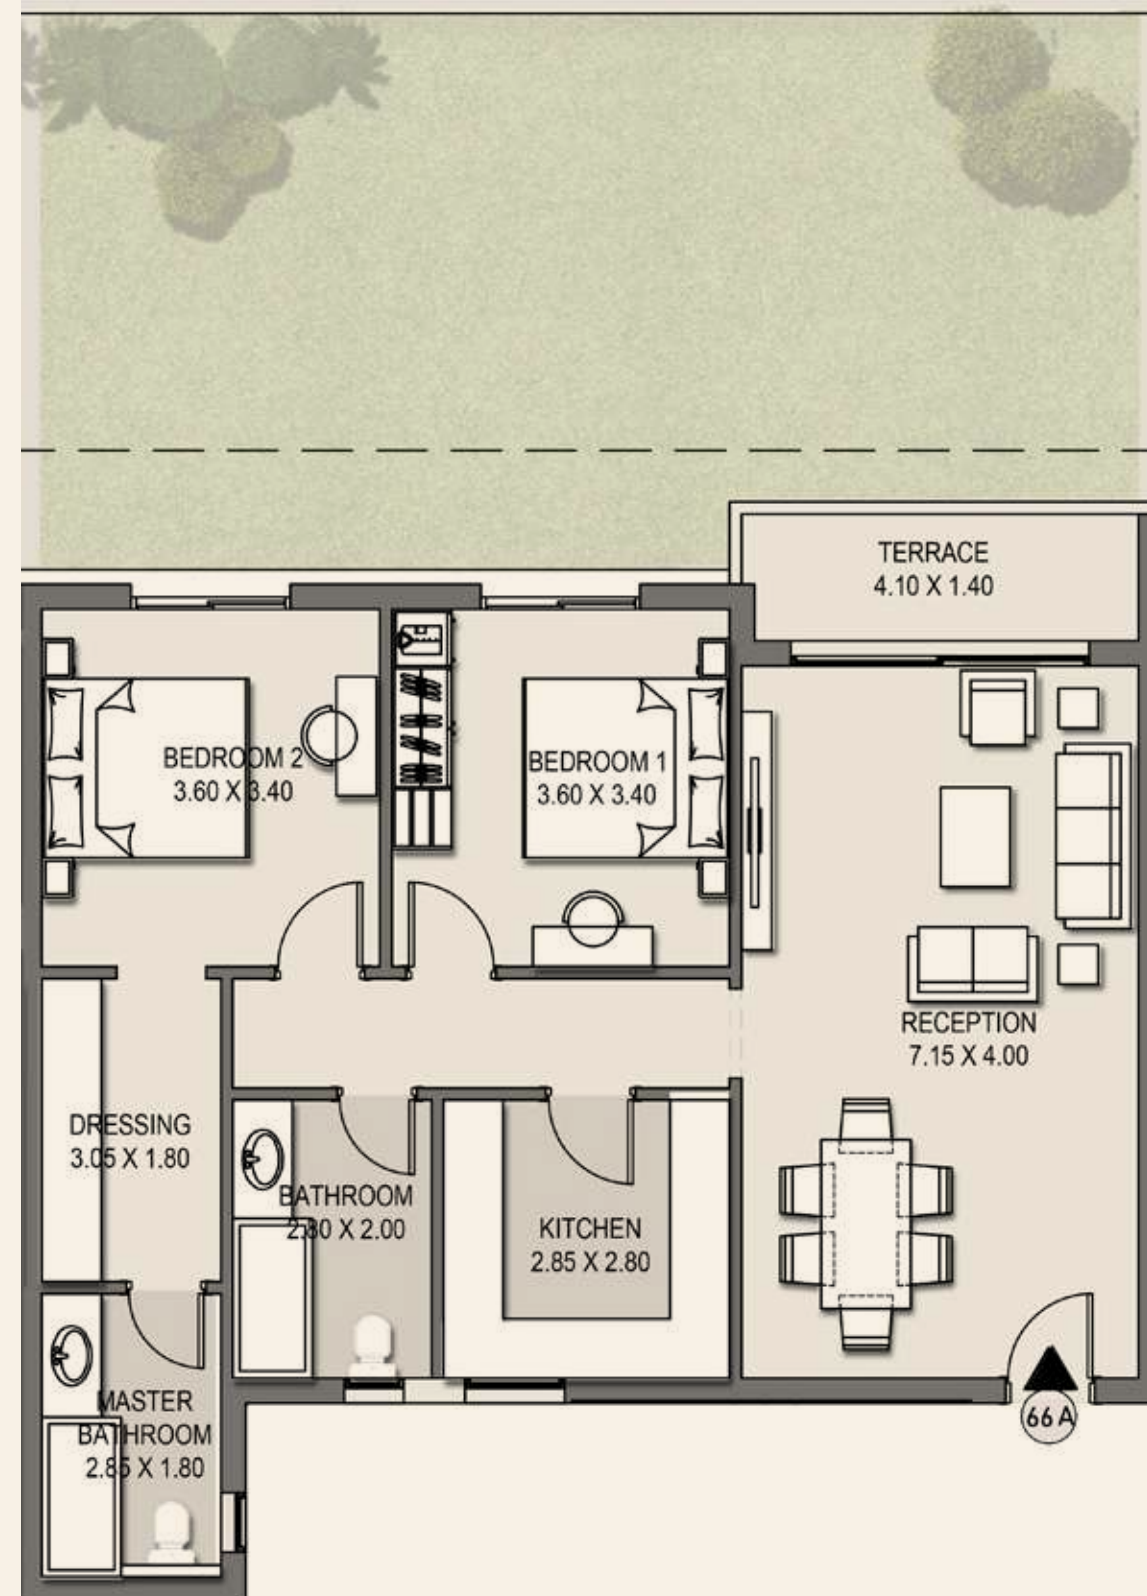 TERRACE
4.10 X 1.40
BEDROOM 2
3.60 X 3.40
BEDROOM 1
3.60 X 3.40
RECEPTION
7.15 X 4.00
DRESSING
3.05 X 1.80
BATHROOM
2.80 X 2.00
KITCHEN
2.85 X 2.80
MASTER
BATHROOM
2.85 X 1.80
66 A